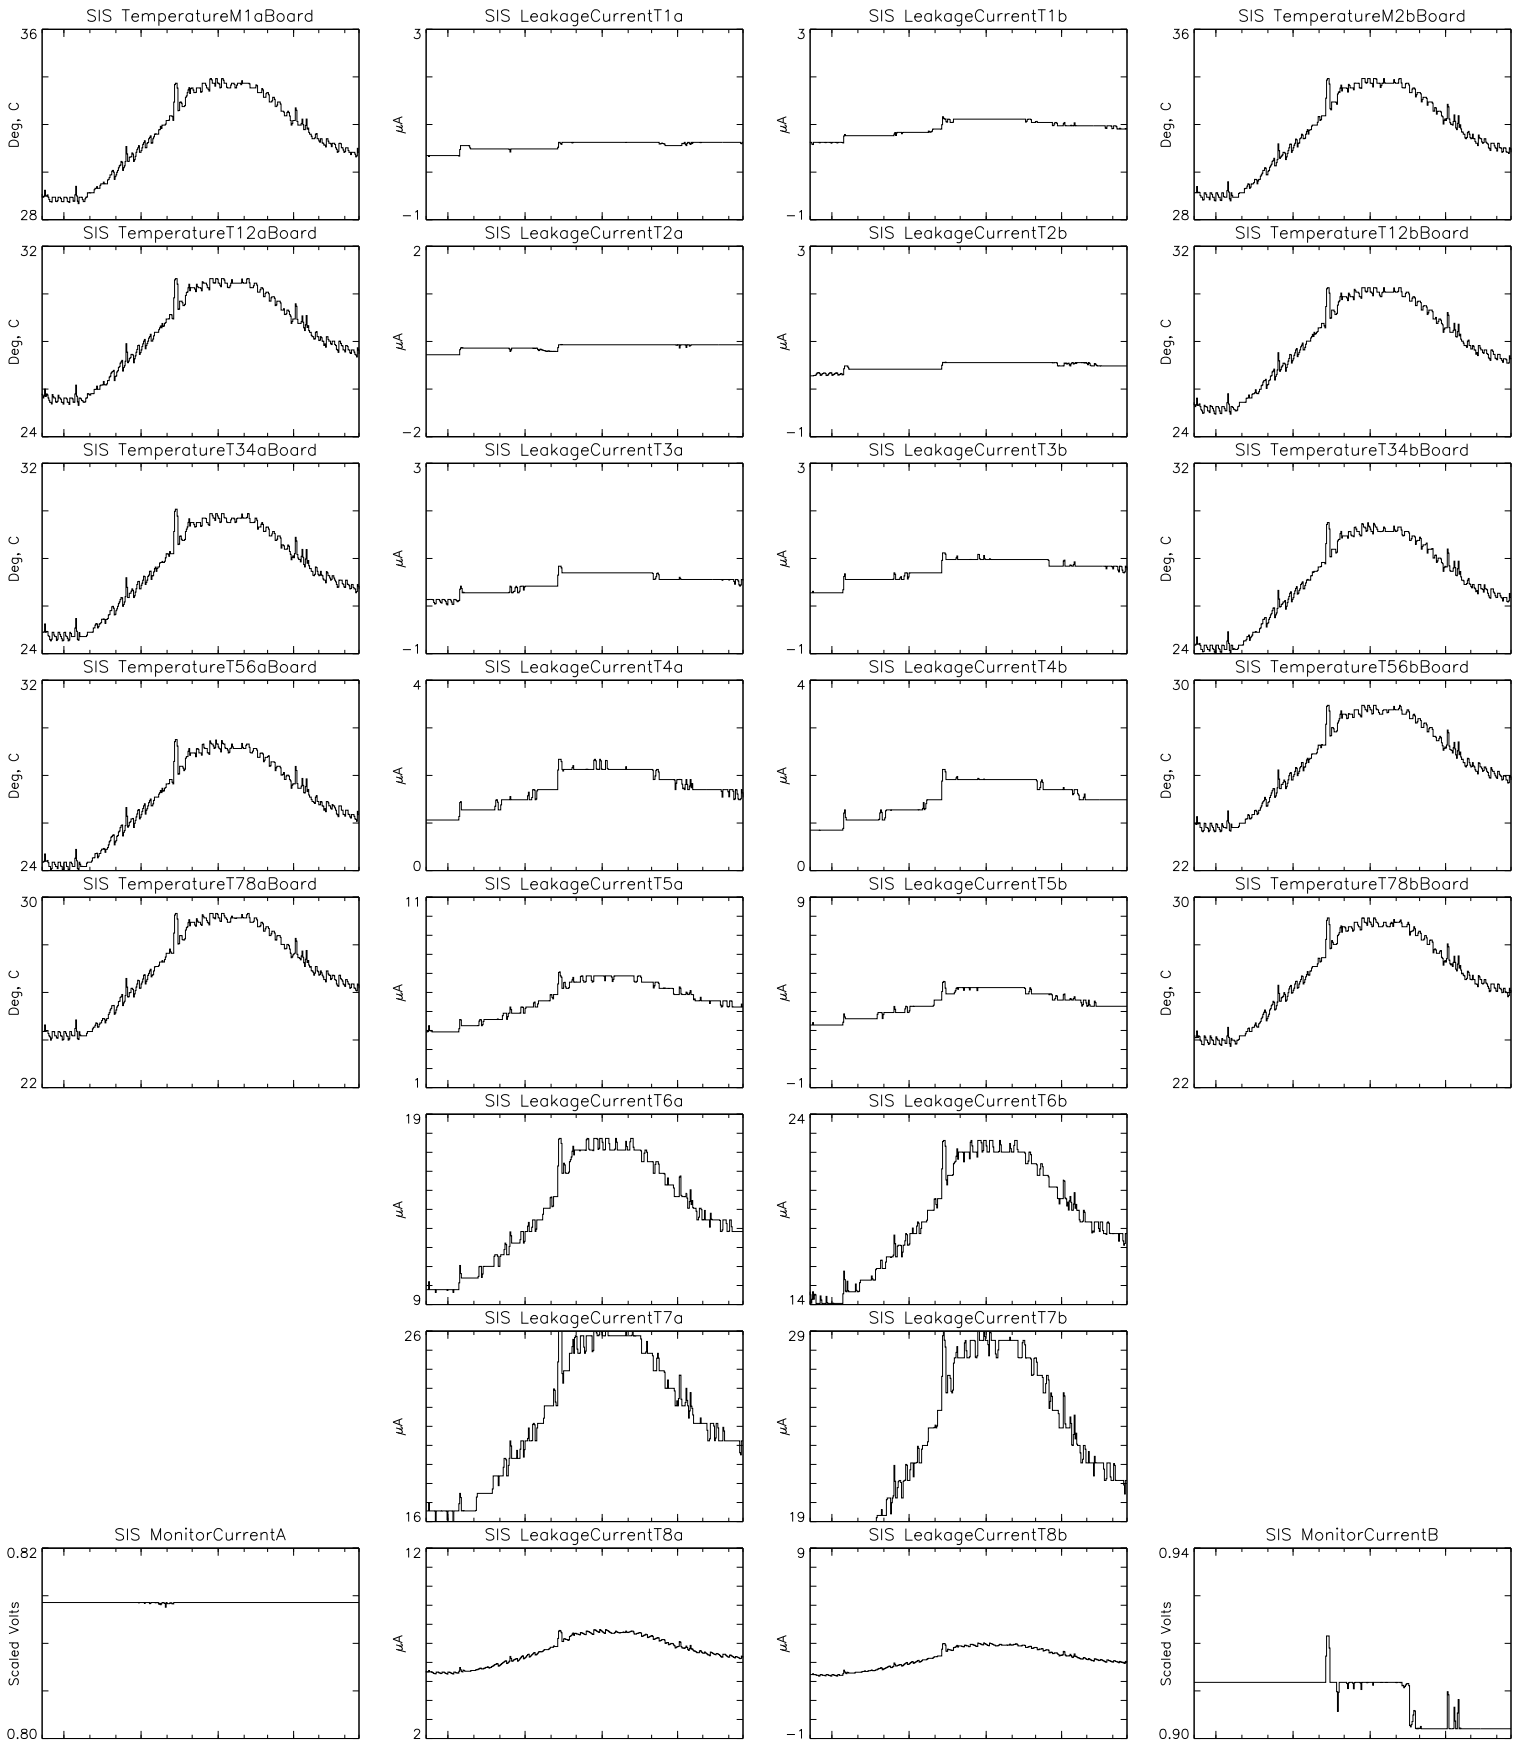 SIS TemperatureM1aBoard
36
Deg, C
28
SIS LeakageCurrentT1a
3
μA
−1
SIS LeakageCurrentT1b
3
μA
−1
SIS TemperatureM2bBoard
36
Deg, C
28
SIS TemperatureT12aBoard
32
Deg, C
24
SIS LeakageCurrentT2a
2
μA
−2
SIS LeakageCurrentT2b
3
μA
−1
SIS TemperatureT12bBoard
32
Deg, C
24
SIS TemperatureT34aBoard
32
Deg, C
24
SIS LeakageCurrentT3a
3
μA
−1
SIS LeakageCurrentT3b
3
μA
−1
SIS TemperatureT34bBoard
32
Deg, C
24
SIS TemperatureT56aBoard
32
Deg, C
24
SIS LeakageCurrentT4a
4
μA
0
SIS LeakageCurrentT4b
4
μA
0
SIS TemperatureT56bBoard
30
Deg, C
22
SIS TemperatureT78aBoard
30
Deg, C
22
SIS LeakageCurrentT5a
11
μA
1
SIS LeakageCurrentT5b
9
μA
−1
SIS TemperatureT78bBoard
30
Deg, C
22
SIS LeakageCurrentT6a
19
μA
9
SIS LeakageCurrentT6b
24
μA
14
SIS LeakageCurrentT7a
26
μA
16
SIS LeakageCurrentT7b
29
μA
19
SIS MonitorCurrentA
0.82
Scaled Volts
0.80
SIS LeakageCurrentT8a
12
μA
2
SIS LeakageCurrentT8b
9
μA
−1
SIS MonitorCurrentB
0.94
Scaled Volts
0.90